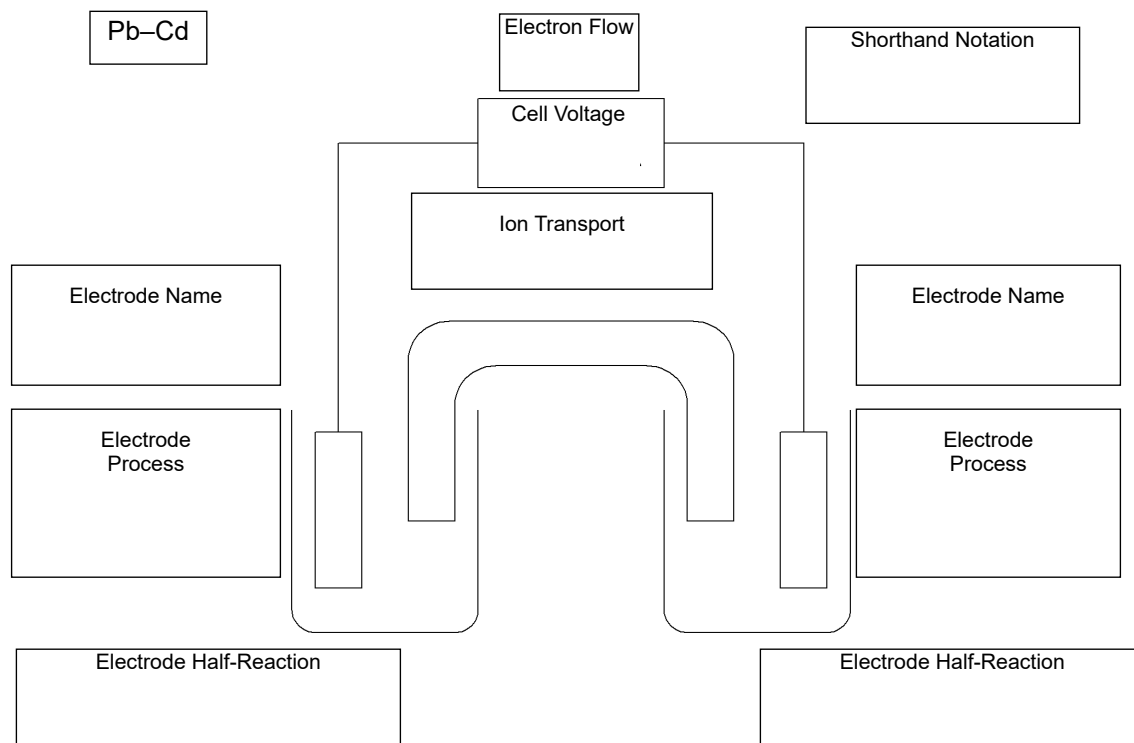 Pb–Cd
Electron Flow
Shorthand Notation
Cell Voltage
Ion Transport
Electrode Name
Electrode Name
Electrode
Process
Electrode
Process
Electrode Half-Reaction
Electrode Half-Reaction